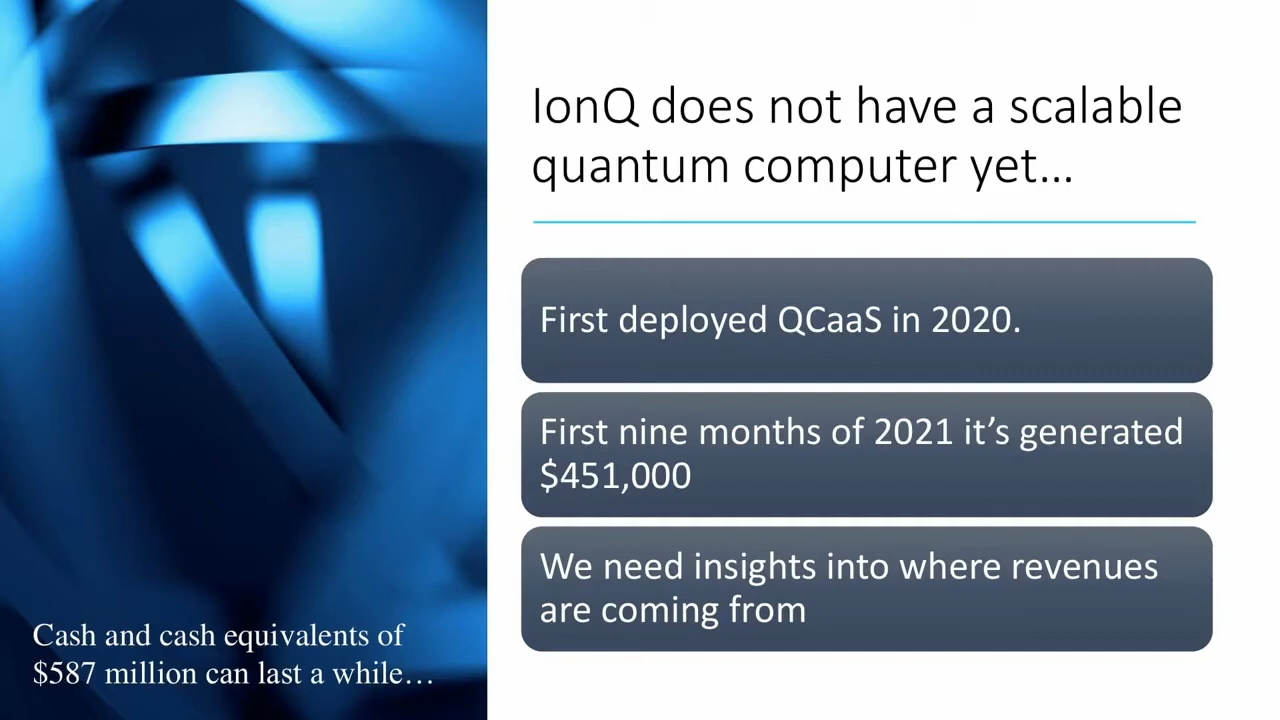 IonQ does not have a scalable
quantum computer yet…
First deployed QCaaS in 2020.
First nine months of 2021 it’s generated
$451,000
We need insights into where revenues
are coming from
Cash and cash equivalents of
$587 million can last a while…